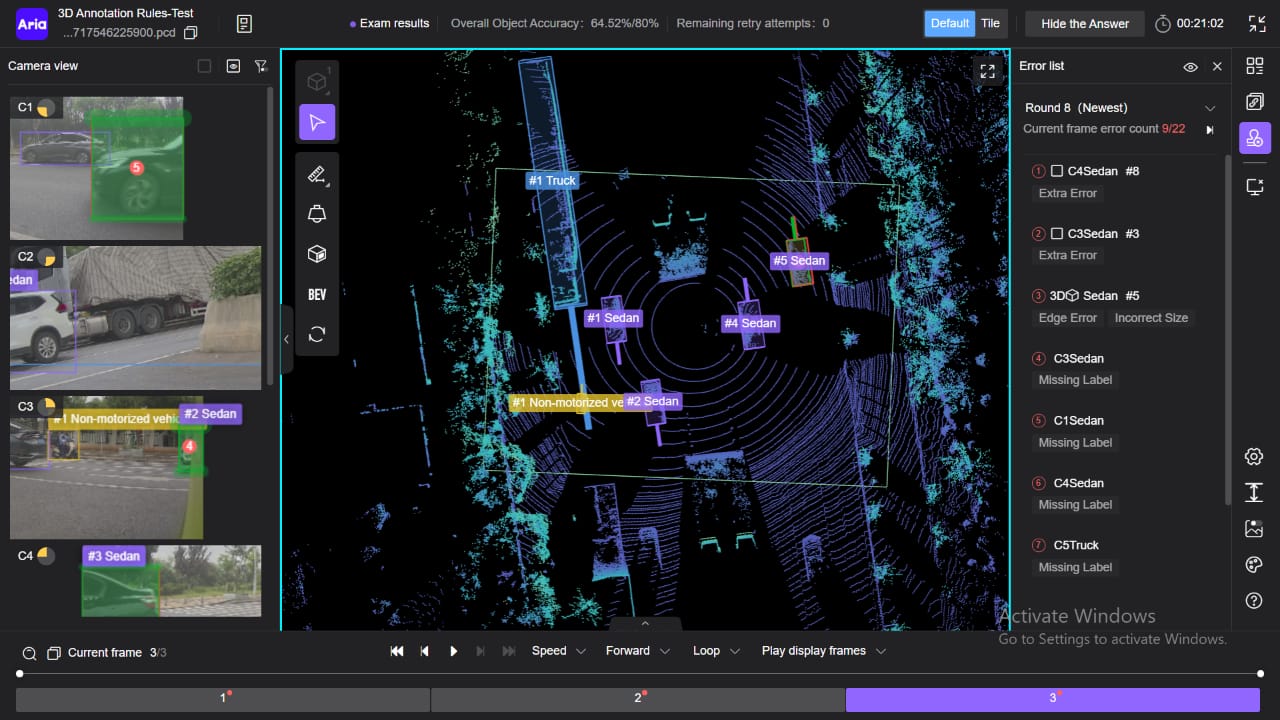 Aria
3D Annotation Rules-Test
...717546225900.pcd
Exam results
Overall Object Accuracy: 64.52%/80%
Remaining retry attempts: 0
Default
Tile
Hide the Answer
00:21:02
Camera view
C1
5
C2
edan
C3
#1 Non-motorized vehic
#2 Sedan
4
C4
#3 Sedan
1
BEV
#1 Truck
#5 Sedan
#1 Sedan
#4 Sedan
#1 Non-motorized ve
#2 Sedan
Error list
Round 8 (Newest)
Current frame error count 9/22
1 C4Sedan #8
Extra Error
2 C3Sedan #3
Extra Error
3 3D Sedan #5
Edge Error Incorrect Size
4 C3Sedan
Missing Label
5 C1Sedan
Missing Label
6 C4Sedan
Missing Label
7 C5Truck
Missing Label
Activate Windows
Go to Settings to activate Windows.
Current frame 3/3
Speed
Forward
Loop
Play display frames
1
2
3